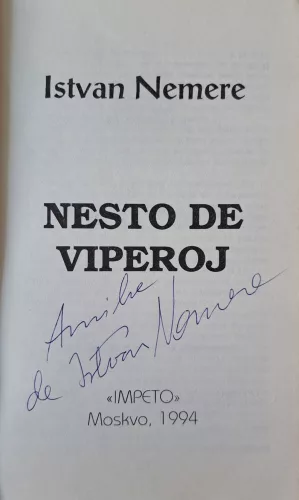 Istvan Nemere
NESTO DE
VIPEROJ
Amike
de Istvan Nemere
«IMPETO»
Moskvo, 1994